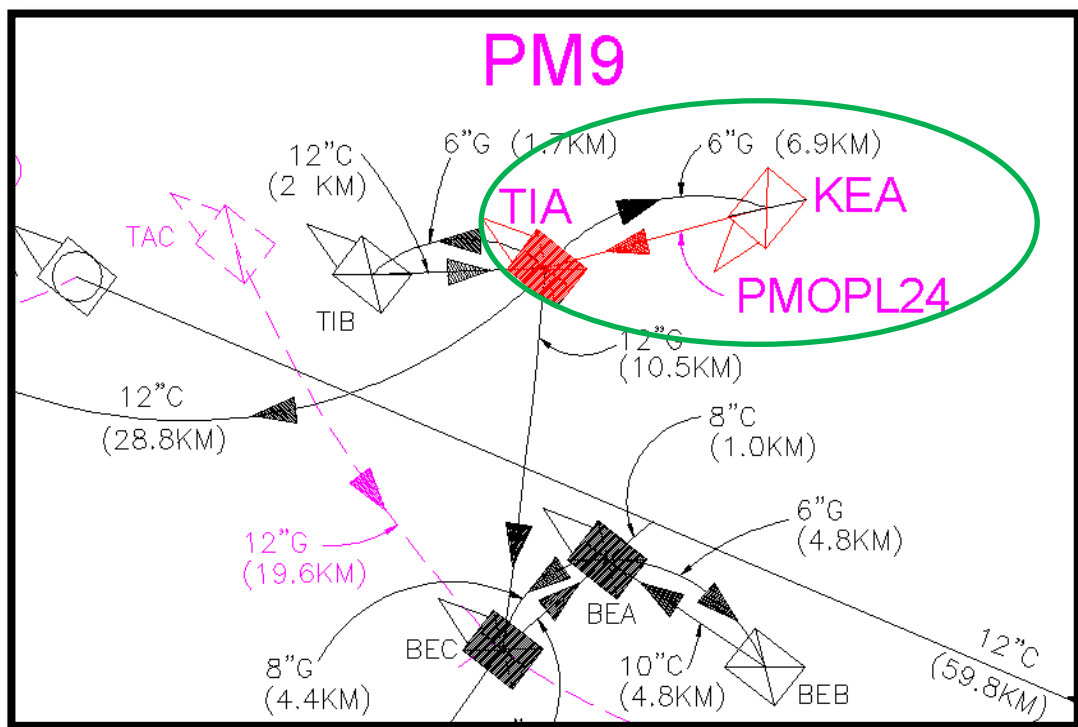 PM9
6"G (1.7KM)
12"C
(2 KM)
6"G (6.9KM)
TIA
KEA
TAC
PMOPL24
TIB
12"G
(10.5KM)
12"C
(28.8KM)
8"C
(1.0KM)
6"G
(4.8KM)
12"G
(19.6KM)
BEA
BEC
8"G
(4.4KM)
10"C
(4.8KM)
BEB
12"C
(59.8KM)